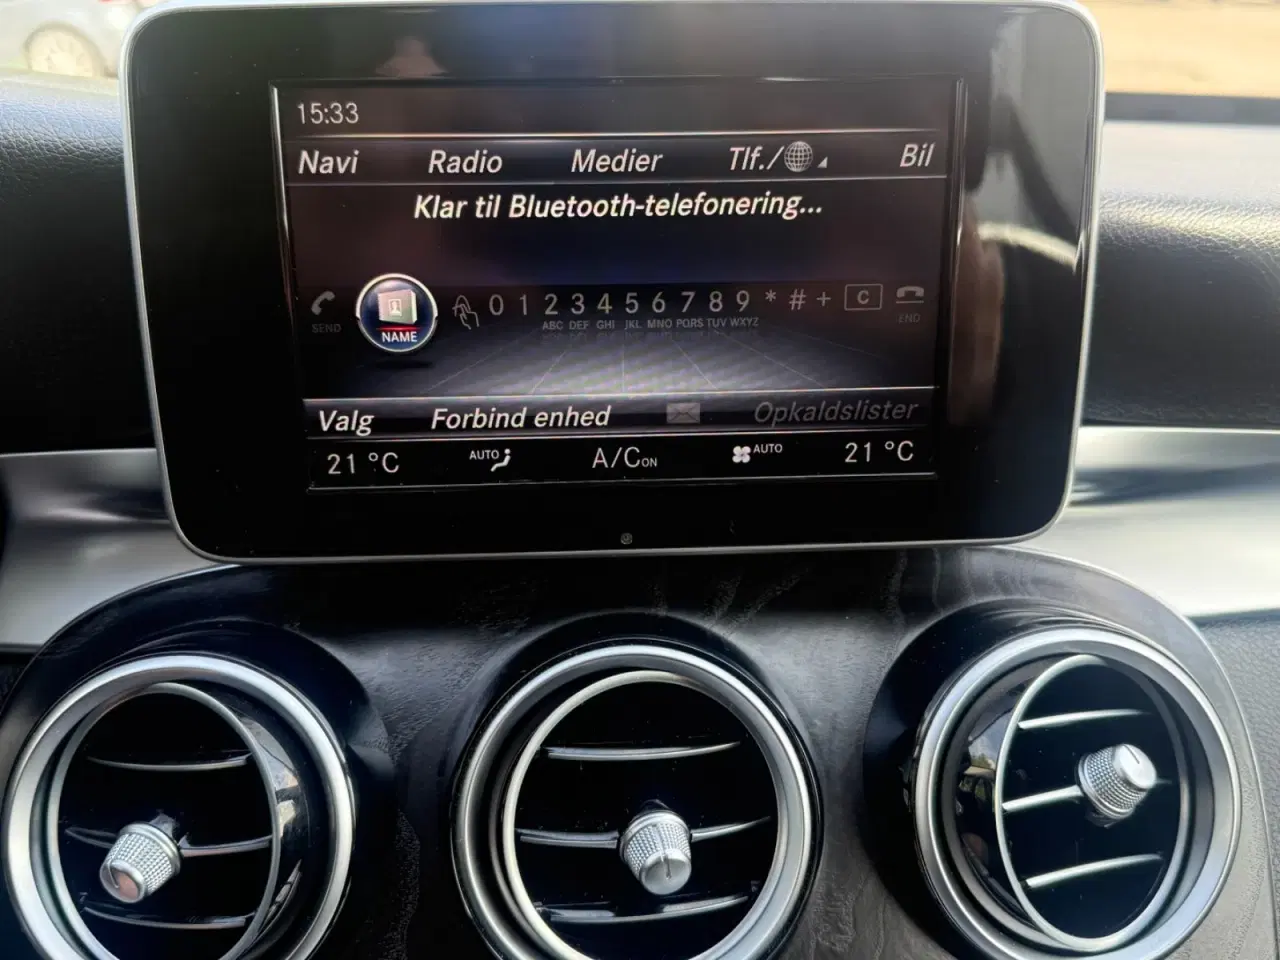 15:33
Navi Radio Medier Tlf./ Bil
Klar til Bluetooth-telefonering...
SEND NAME 0 1 2 3 4 5 6 7 8 9 * # + C END
ABC DEF GHI JKL MNO PQRS TUV WXYZ
Valg Forbind enhed Opkaldslister
21 °C AUTO A/C ON AUTO 21 °C